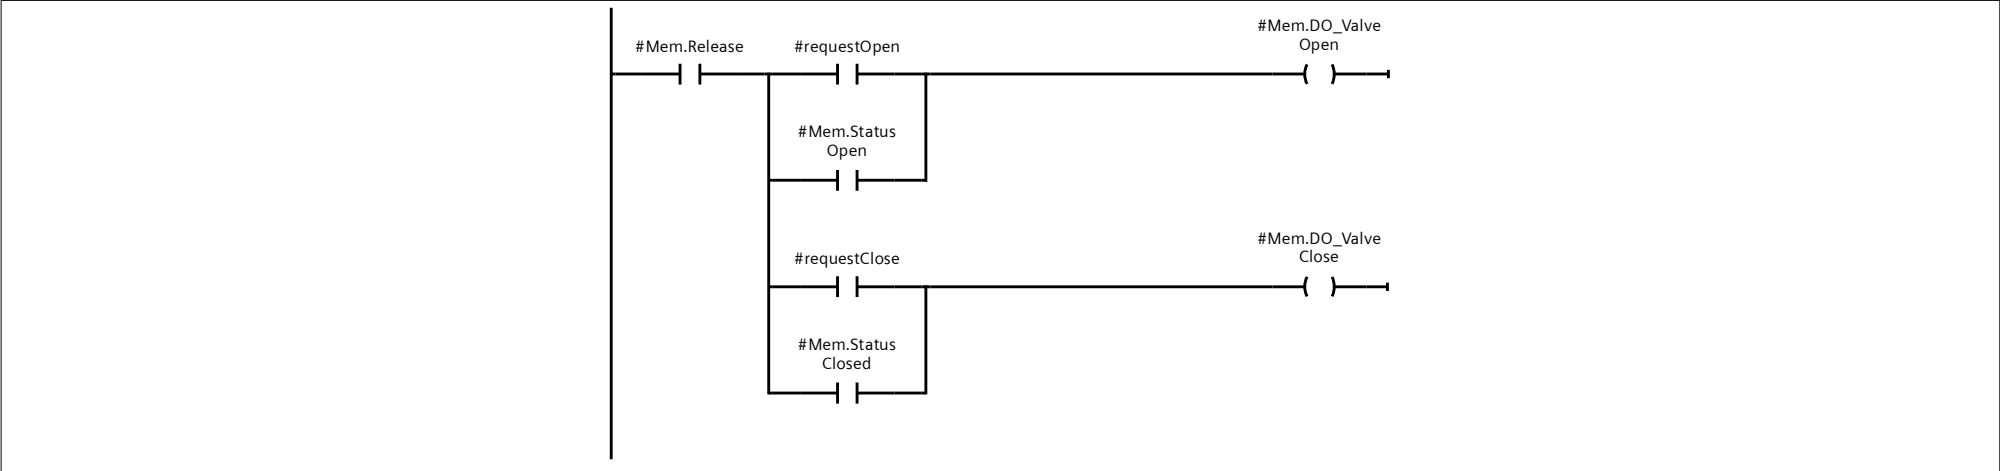 #Mem.DO_Valve
Open
#Mem.Release
#requestOpen
#Mem.Status
Open
#Mem.DO_Valve
Close
#requestClose
#Mem.Status
Closed